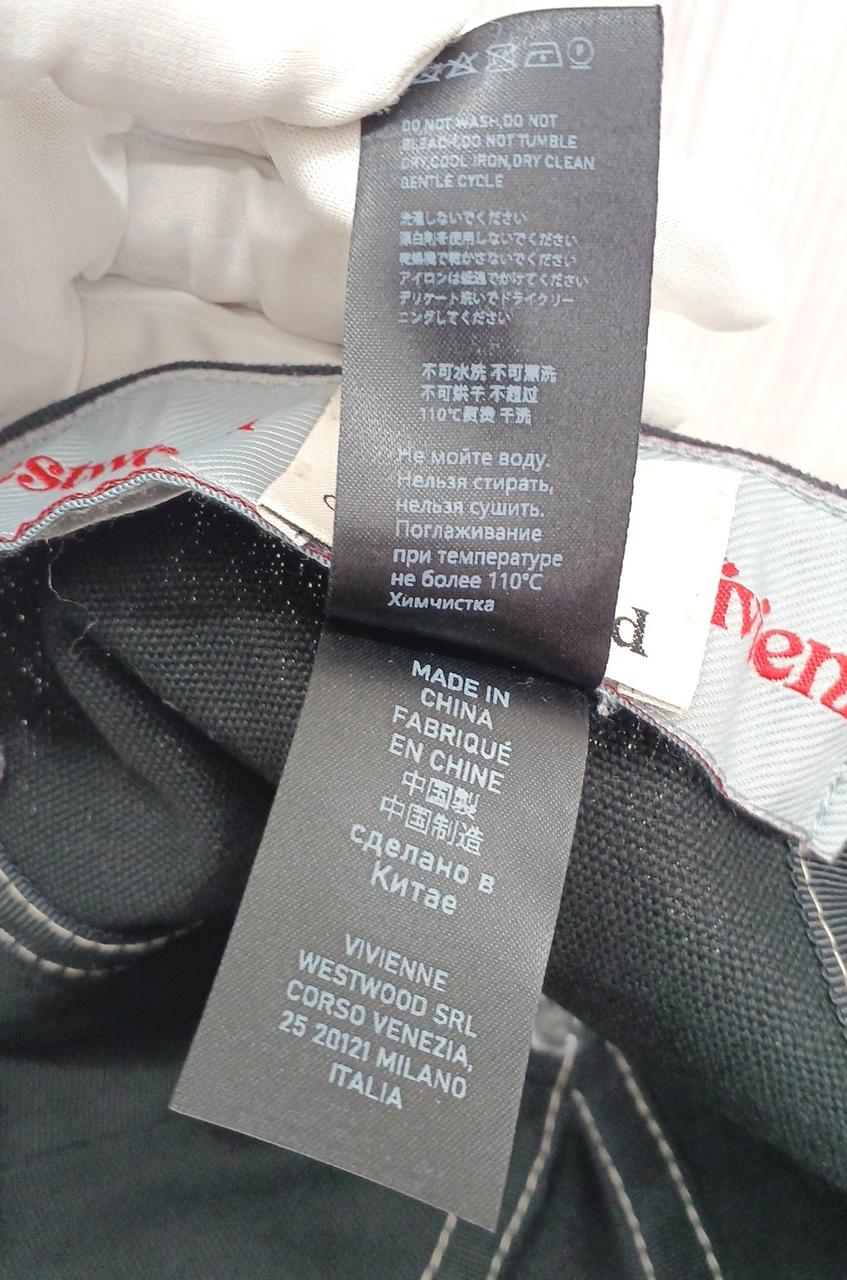 DO NOT WASH,DO NOT
BLEACH,DO NOT TUMBLE
DRY,COOL IRON,DRY CLEAN
GENTLE CYCLE
洗濯しないでください
漂白剤を使用しないでください
乾燥機で乾かさないでください
アイロンは低温でかけてください
デリケート洗いでドライクリー
ニングしてください
不可水洗 不可漂洗
不可烘干 不超过
110℃熨烫 干洗
Не мойте воду.
Нельзя стирать,
нельзя сушить.
Поглаживание
при температуре
не более 110°C
Химчистка
d
MADE IN
CHINA
FABRIQUÉ
EN CHINE
中国製
中国制造
сделано в
Китае
VIVIENNE
WESTWOOD SRL
CORSO VENEZIA,
25 20121 MILANO
ITALIA